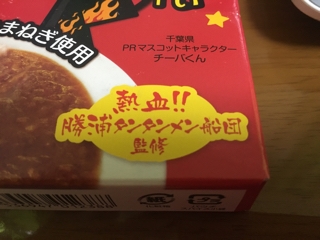 まねぎ使用
千葉県
PRマスコットキャラクター
チーバくん
熱血!!
勝浦タンタンメン船団
監修